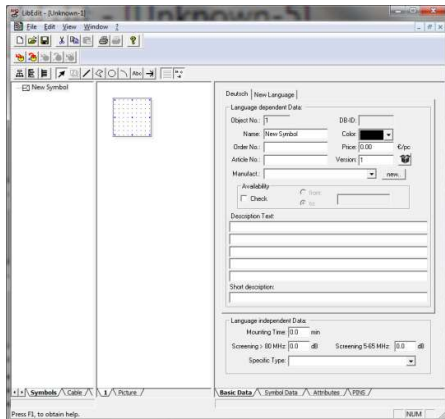 LibEdit - [Unknown-1]
File Edit View Window ?
Abc
New Symbol
Deutsch New Language
Language dependent Data:
Object No.: 1 DB-ID:
Name: New Symbol Color:
Order No.: Price: 0.00 €/pc
Article No.: Version: 1
Manufact.: new..
Availability
Check from
to
Description Text:
Short description:
Language independent Data:
Mounting Time: 0.0 min
Screening > 80 MHz: 0.0 dB Screening 5-65 MHz: 0.0 dB
Specific Type:
Symbols Cable 1 Picture Basic Data Symbol Data Attributes PINS
Press F1, to obtain help. NUM